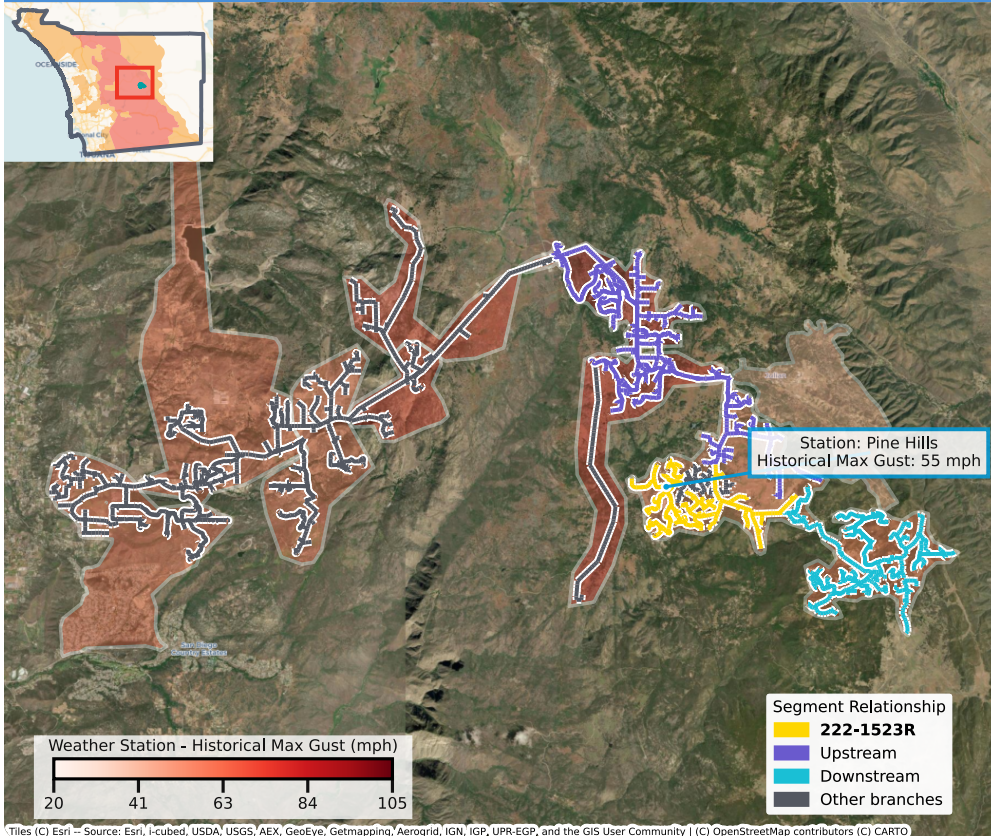 OCEANSIDE
Station: Pine Hills
Historical Max Gust: 55 mph
Country Estates
Weather Station - Historical Max Gust (mph)
20 41 63 84 105
Segment Relationship
222-1523R
Upstream
Downstream
Other branches
Tiles (C) Esri -- Source: Esri, i-cubed, USDA, USGS, AEX, GeoEye, Getmapping, Aerogrid, IGN, IGP, UPR-EGP, and the GIS User Community | (C) OpenStreetMap contributors (C) CARTO